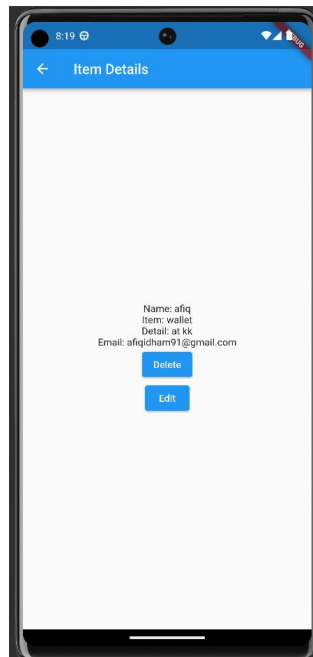 8:19
Item Details
Name: afiq
Item: wallet
Detail: at kk
Email: afiqidham91@gmail.com
Delete
Edit